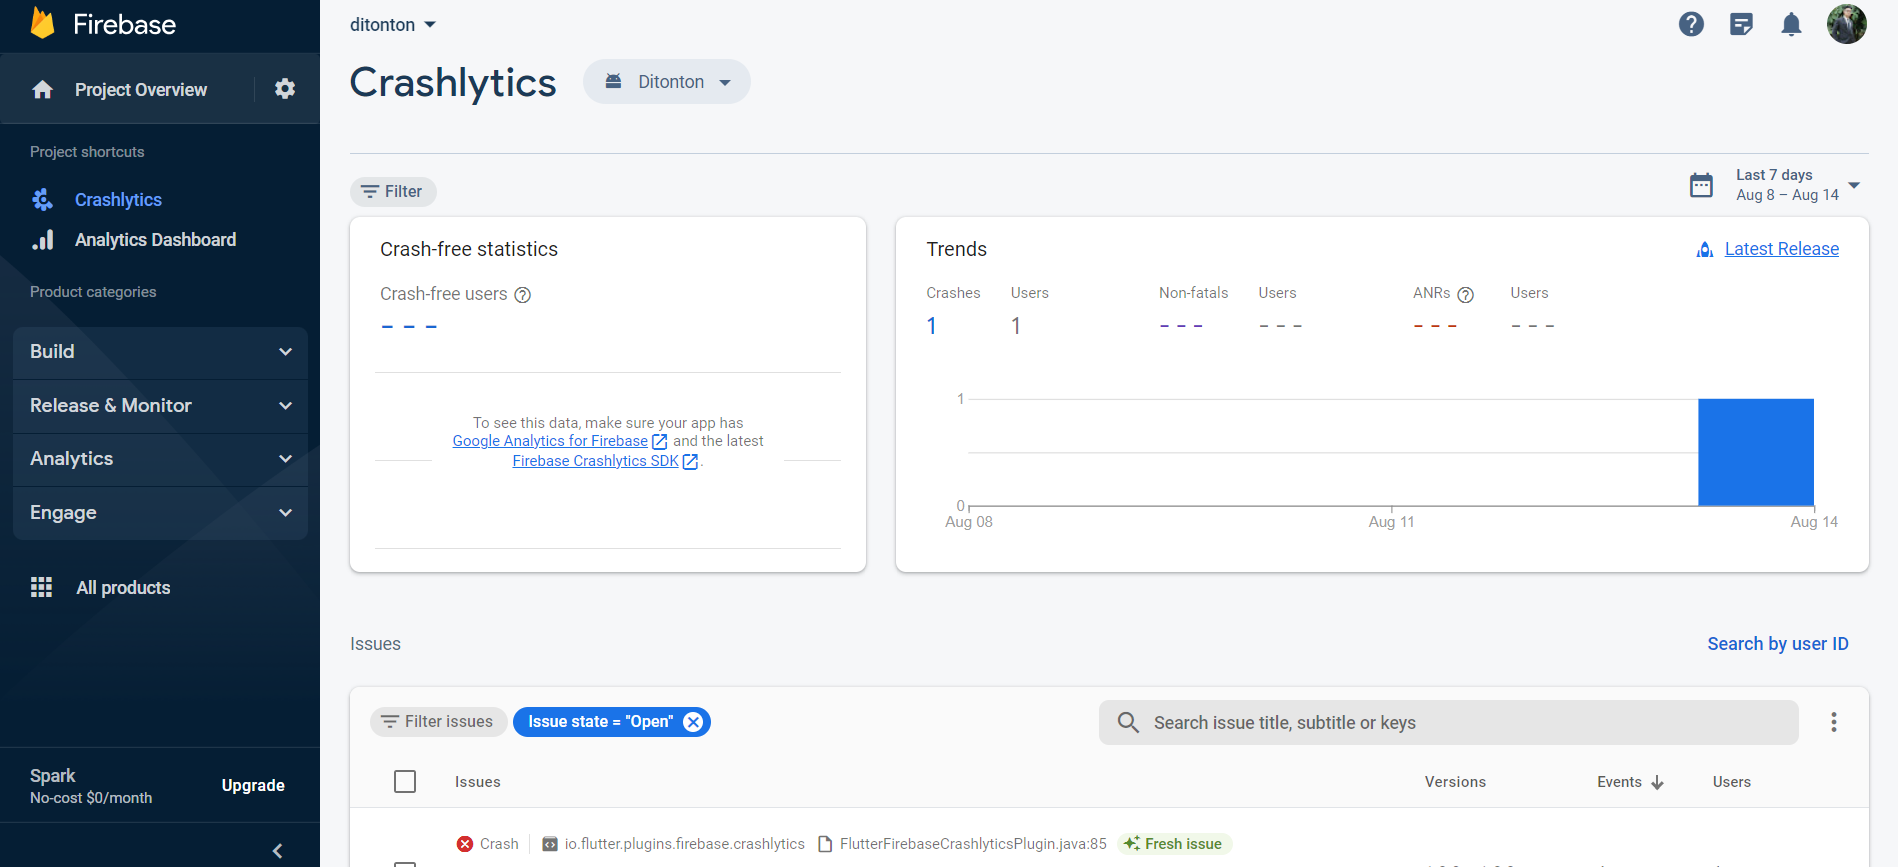 Firebase
ditonton
Project Overview
Crashlytics
Ditonton
Project shortcuts
Crashlytics
Analytics Dashboard
Product categories
Build
Release & Monitor
Analytics
Engage
All products
Spark
No-cost $0/month
Upgrade
Filter
Last 7 days
Aug 8 – Aug 14
Crash-free statistics
Crash-free users
- - -
To see this data, make sure your app has
Google Analytics for Firebase and the latest
Firebase Crashlytics SDK .
Trends
Latest Release
Crashes Users Non-fatals Users ANRs Users
1 1 - - - - - - - - - - - -
1
0
Aug 08 Aug 11 Aug 14
Issues
Search by user ID
Filter issues
Issue state = "Open"
Search issue title, subtitle or keys
Issues Versions Events Users
Crash io.flutter.plugins.firebase.crashlytics FlutterFirebaseCrashlyticsPlugin.java:85 Fresh issue